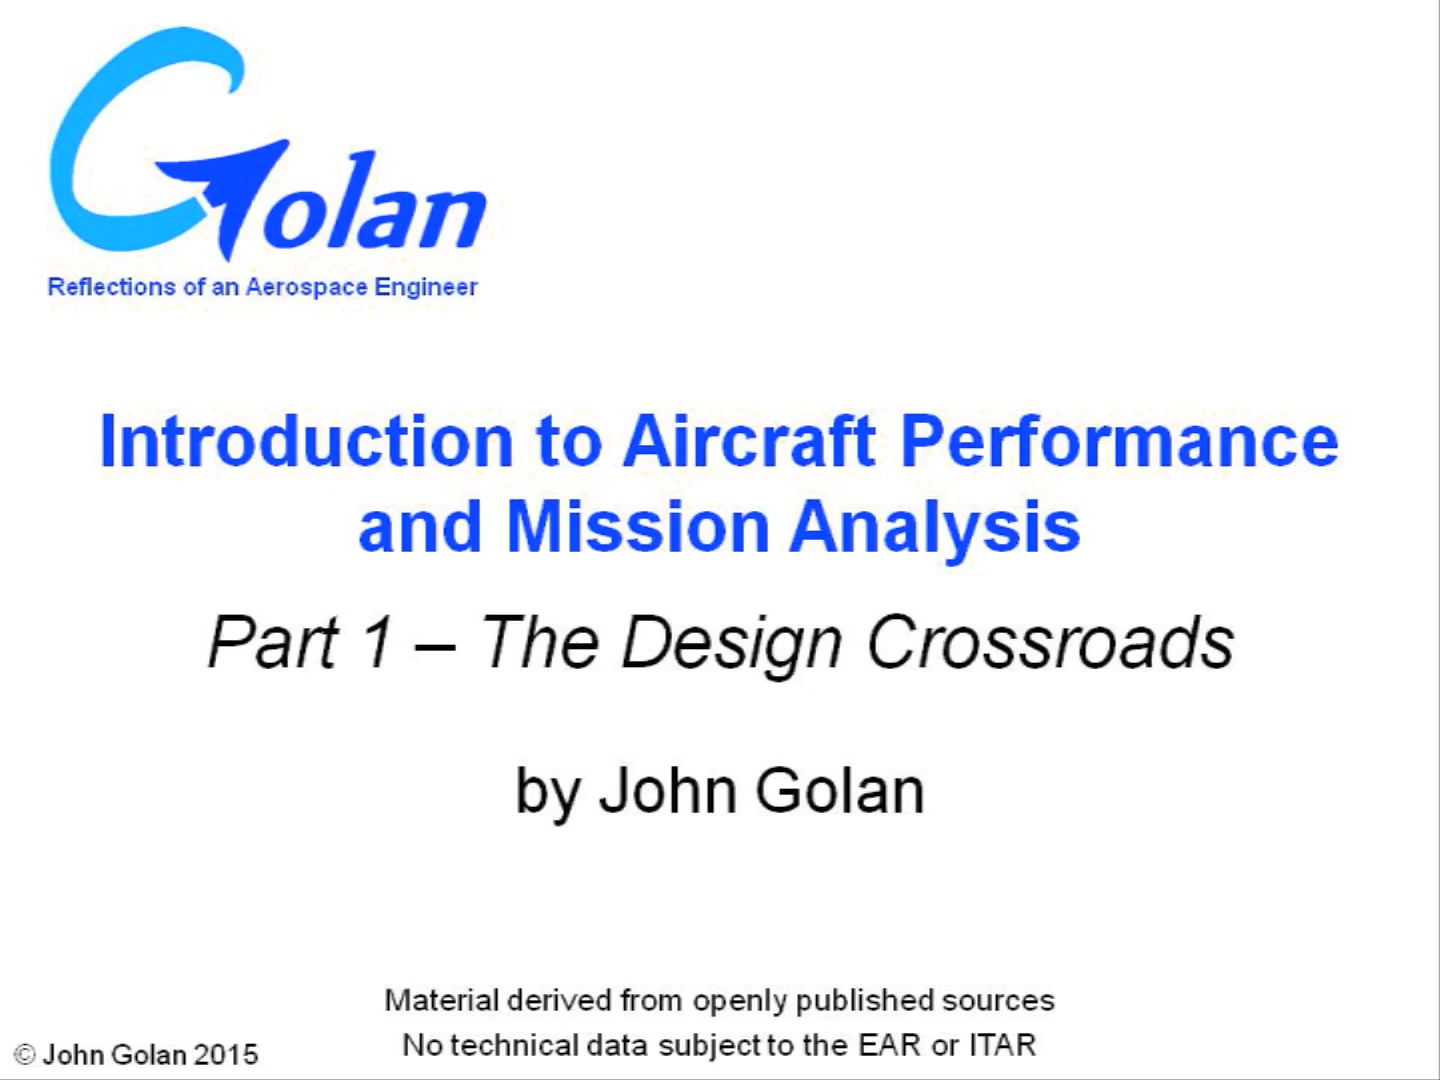 Golan
Reflections of an Aerospace Engineer
Introduction to Aircraft Performance
and Mission Analysis
Part 1 – The Design Crossroads
by John Golan
Material derived from openly published sources
No technical data subject to the EAR or ITAR
© John Golan 2015